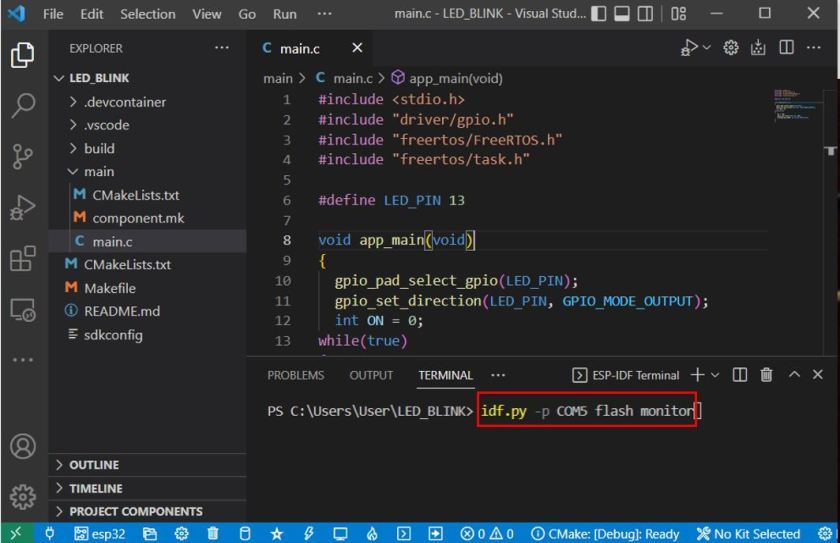 File Edit Selection View Go Run ··· main.c - LED_BLINK - Visual Stud...
EXPLORER ···
LED_BLINK
.devcontainer
.vscode
build
main
M CMakeLists.txt
M component.mk
C main.c
M CMakeLists.txt
M Makefile
README.md
sdkconfig
OUTLINE
TIMELINE
PROJECT COMPONENTS
C main.c
main > C main.c > app_main(void)
1 #include <stdio.h>
2 #include "driver/gpio.h"
3 #include "freertos/FreeRTOS.h"
4 #include "freertos/task.h"
5
6 #define LED_PIN 13
7
8 void app_main(void)
9 {
10 gpio_pad_select_gpio(LED_PIN);
11 gpio_set_direction(LED_PIN, GPIO_MODE_OUTPUT);
12 int ON = 0;
13 while(true)
PROBLEMS OUTPUT TERMINAL ··· ESP-IDF Terminal
PS C:\Users\User\LED_BLINK> idf.py -p COM5 flash monitor
esp32 0 0 CMake: [Debug]: Ready No Kit Selected